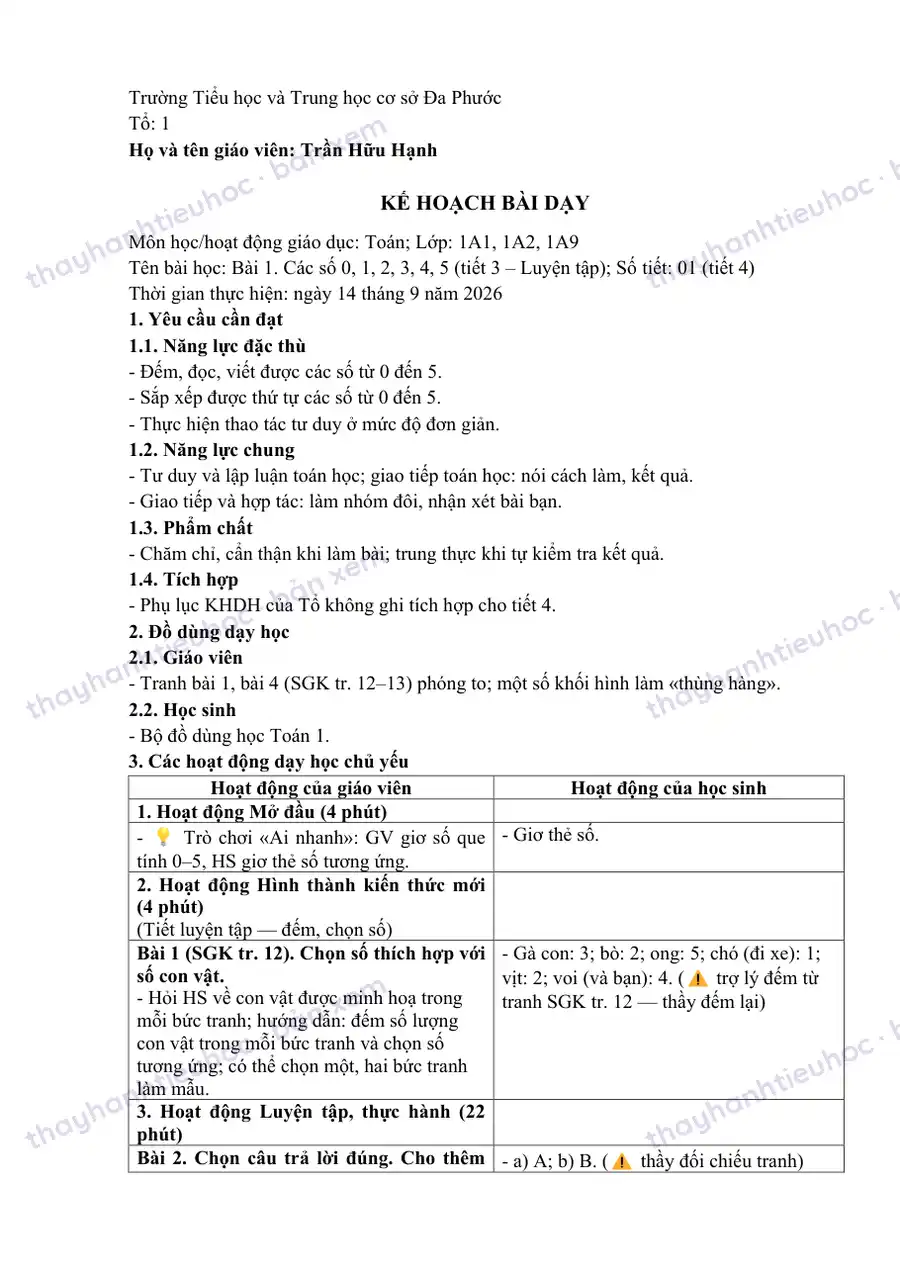 Trường Tiểu học và Trung học cơ sở Đa Phước
Tổ: 1
Họ và tên giáo viên: Trần Hữu Hạnh
KẾ HOẠCH BÀI DẠY
Môn học/hoạt động giáo dục: Toán; Lớp: 1A1, 1A2, 1A9
Tên bài học: Bài 1. Các số 0, 1, 2, 3, 4, 5 (tiết 3 – Luyện tập); Số tiết: 01 (tiết 4)
Thời gian thực hiện: ngày 14 tháng 9 năm 2026
1. Yêu cầu cần đạt
1.1. Năng lực đặc thù
- Đếm, đọc, viết được các số từ 0 đến 5.
- Sắp xếp được thứ tự các số từ 0 đến 5.
- Thực hiện thao tác tư duy ở mức độ đơn giản.
1.2. Năng lực chung
- Tư duy và lập luận toán học; giao tiếp toán học: nói cách làm, kết quả.
- Giao tiếp và hợp tác: làm nhóm đôi, nhận xét bài bạn.
1.3. Phẩm chất
- Chăm chỉ, cẩn thận khi làm bài; trung thực khi tự kiểm tra kết quả.
1.4. Tích hợp
- Phụ lục KHDH của Tổ không ghi tích hợp cho tiết 4.
2. Đồ dùng dạy học
2.1. Giáo viên
- Tranh bài 1, bài 4 (SGK tr. 12–13) phóng to; một số khối hình làm «thùng hàng».
2.2. Học sinh
- Bộ đồ dùng học Toán 1.
3. Các hoạt động dạy học chủ yếu
Hoạt động của giáo viên
Hoạt động của học sinh
1. Hoạt động Mở đầu (4 phút)
- 💡 Trò chơi «Ai nhanh»: GV giơ số que
tính 0–5, HS giơ thẻ số tương ứng.
- Giơ thẻ số.
2. Hoạt động Hình thành kiến thức mới
(4 phút)
(Tiết luyện tập — đếm, chọn số)
Bài 1 (SGK tr. 12). Chọn số thích hợp với
số con vật.
- Hỏi HS về con vật được minh hoạ trong
mỗi bức tranh; hướng dẫn: đếm số lượng
con vật trong mỗi bức tranh và chọn số
tương ứng; có thể chọn một, hai bức tranh
làm mẫu.
- Gà con: 3; bò: 2; ong: 5; chó (đi xe): 1;
vịt: 2; voi (và bạn): 4. (⚠️ trợ lý đếm từ
tranh SGK tr. 12 — thầy đếm lại)
3. Hoạt động Luyện tập, thực hành (22
phút)
Bài 2. Chọn câu trả lời đúng. Cho thêm
- a) A; b) B. (⚠️ thầy đối chiếu tranh)
thayhanhtieuhoc · bản xem
thayhanhtieuhoc · b
thayhanhtieuhoc · bản xem
thayhanhtieuhoc · b
thayhanhtieuhoc · bản xem
thayhanhtieuhoc · b